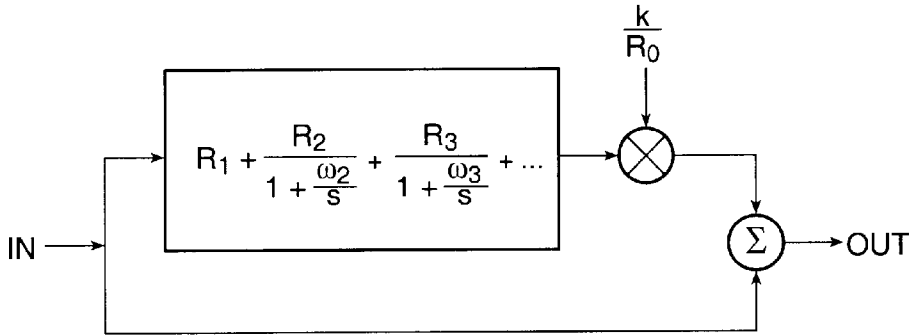 k
R0
R1 + R2 / (1 + ω2/s) + R3 / (1 + ω3/s) + ...
IN
Σ
OUT